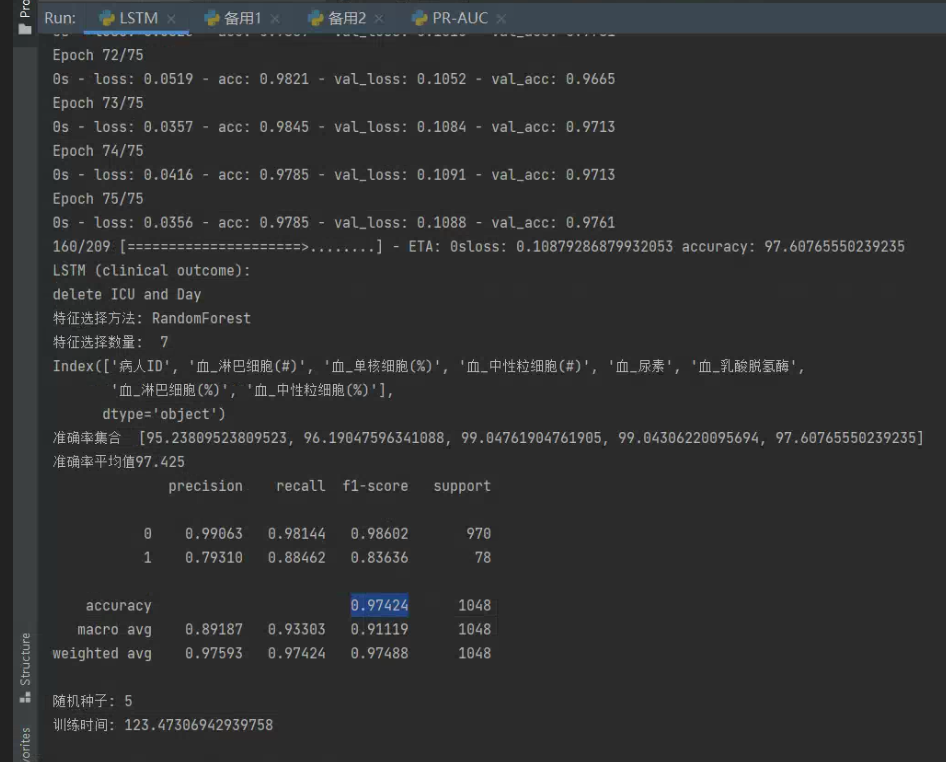 Run: LSTM × 备用1 × 备用2 × PR-AUC ×
Epoch 72/75
0s - loss: 0.0519 - acc: 0.9821 - val_loss: 0.1052 - val_acc: 0.9665
Epoch 73/75
0s - loss: 0.0357 - acc: 0.9845 - val_loss: 0.1084 - val_acc: 0.9713
Epoch 74/75
0s - loss: 0.0416 - acc: 0.9785 - val_loss: 0.1091 - val_acc: 0.9713
Epoch 75/75
0s - loss: 0.0356 - acc: 0.9785 - val_loss: 0.1088 - val_acc: 0.9761
160/209 [======================>........] - ETA: 0sloss: 0.10879286879932053 accuracy: 97.60765550239235
LSTM (clinical outcome):
delete ICU and Day
特征选择方法: RandomForest
特征选择数量:  7
Index(['病人ID', '血_淋巴细胞(#)', '血_单核细胞(%)', '血_中性粒细胞(#)', '血_尿素', '血_乳酸脱氢酶',
'血_淋巴细胞(%)', '血_中性粒细胞(%)'],
dtype='object')
准确率集合 [95.23809523809523, 96.19047596341088, 99.04761904761905, 99.04306220095694, 97.60765550239235]
准确率平均值97.425
precision recall f1-score support
0 0.99063 0.98144 0.98602 970
1 0.79310 0.88462 0.83636 78
accuracy 0.97424 1048
macro avg 0.89187 0.93303 0.91119 1048
weighted avg 0.97593 0.97424 0.97488 1048
随机种子: 5
训练时间: 123.47306942939758
Structure